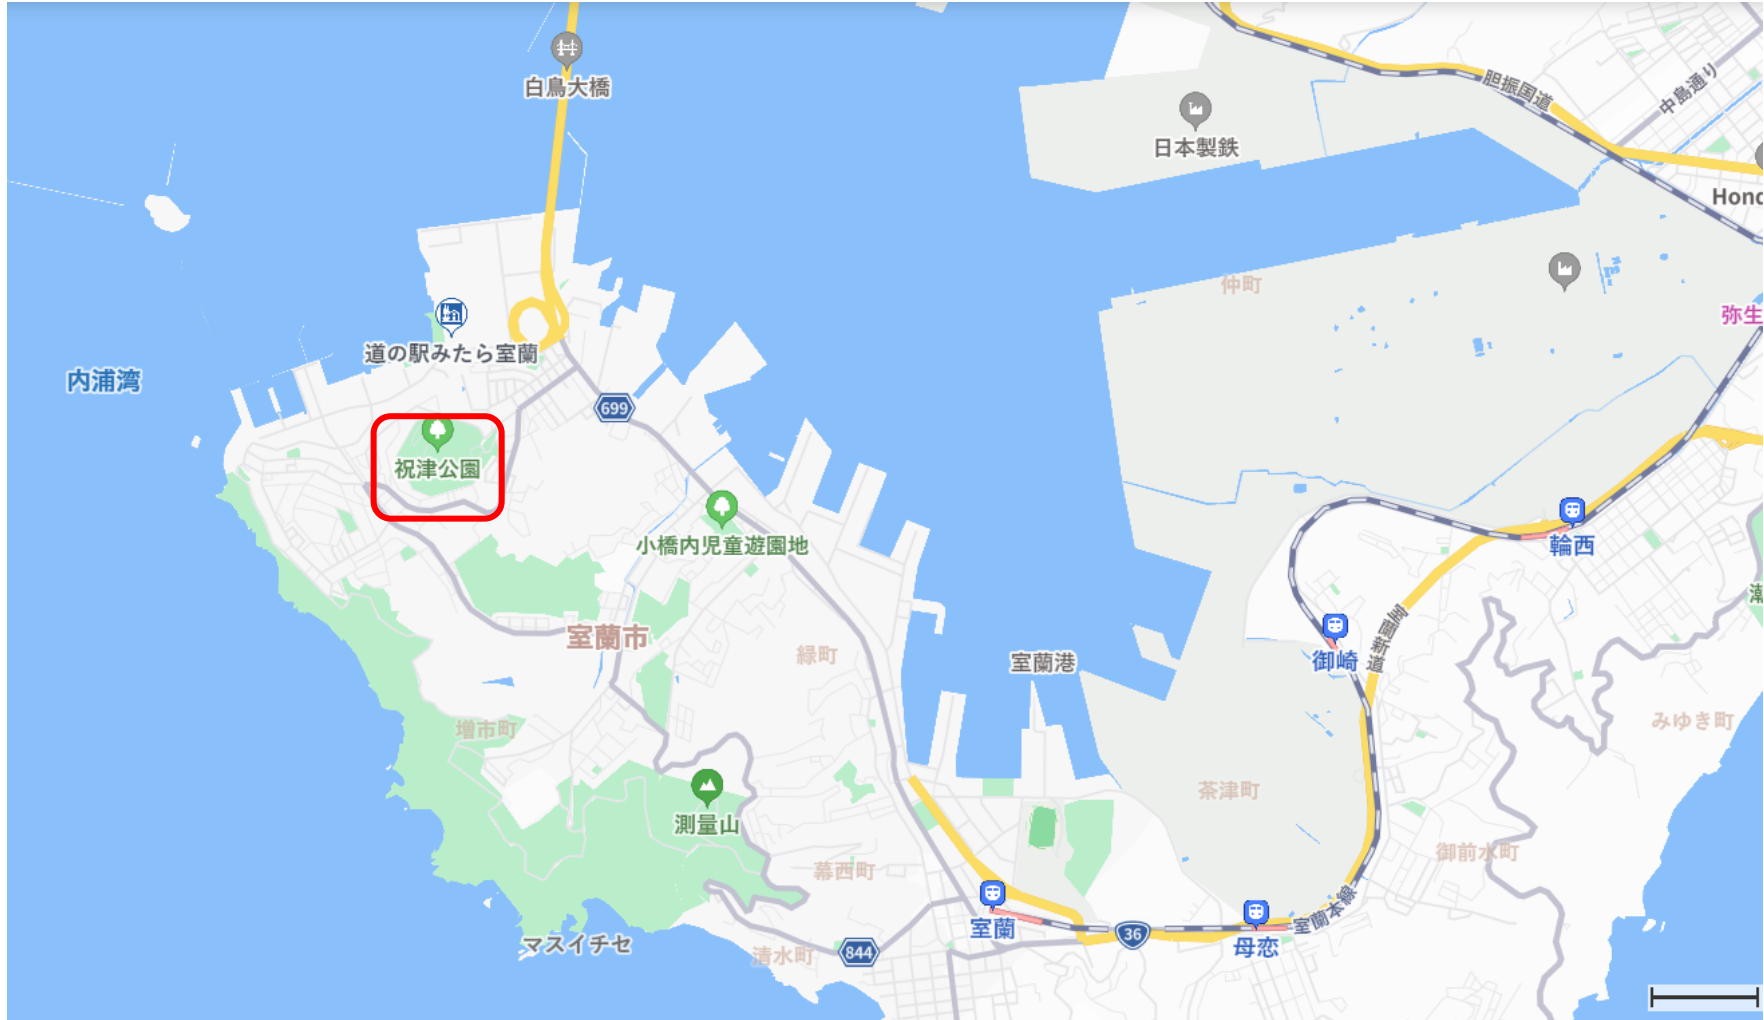 白鳥大橋
日本製鉄
胆振国道
中島通り
Hond
仲町
弥生
道の駅みたら室蘭
内浦湾
699
祝津公園
小橋内児童遊園地
輪西
室蘭市
緑町
室蘭港
御崎
室蘭新道
みゆき町
増市町
測量山
茶津町
御前水町
幕西町
室蘭
室蘭本線
36
母恋
マスイチセ
清水町
844